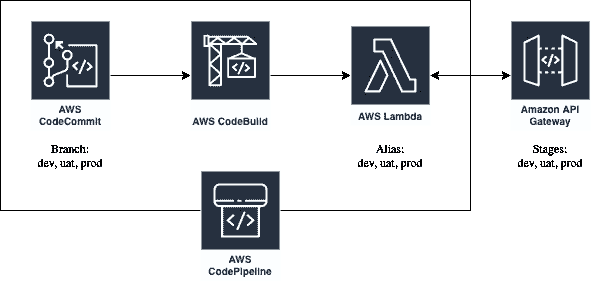 AWS
CodeCommit
AWS CodeBuild
AWS Lambda
Amazon API
Gateway
Branch:
dev, uat, prod
Alias:
dev, uat, prod
Stages:
dev, uat, prod
AWS
CodePipeline